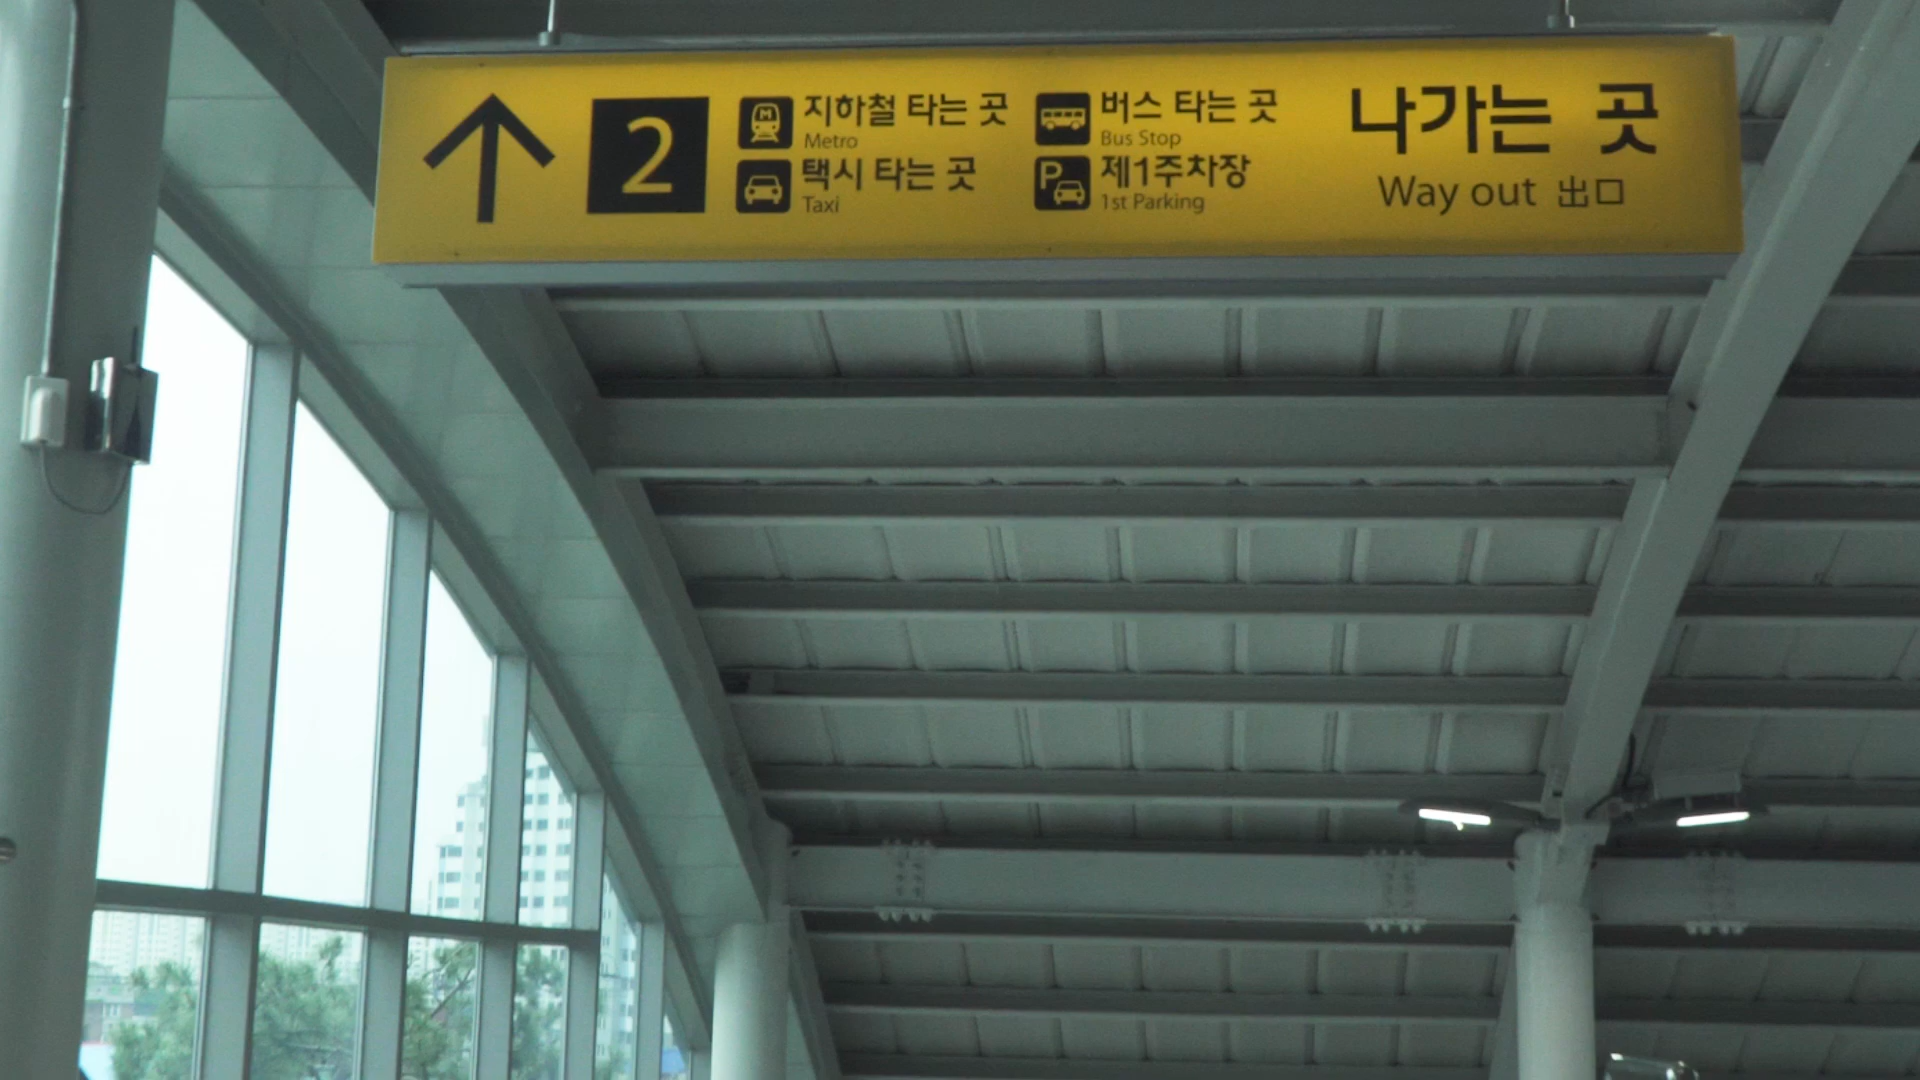 2
지하철 타는 곳
Metro
택시 타는 곳
Taxi
버스 타는 곳
Bus Stop
P
제1주차장
1st Parking
나가는 곳
Way out 出口